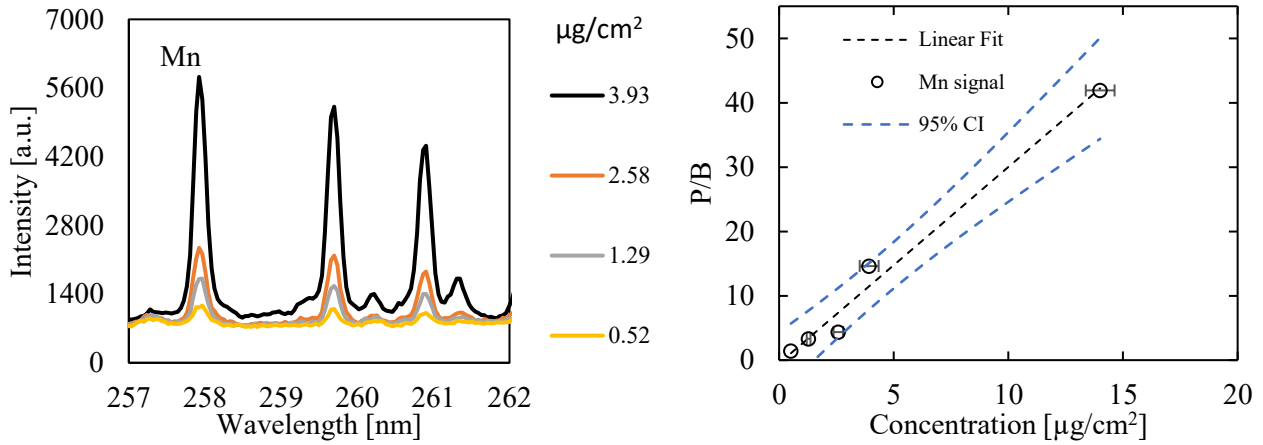 7000
5600
4200
2800
1400
0
Intensity [a.u.]
Mn
257 258 259 260 261 262
Wavelength [nm]
µg/cm²
3.93
2.58
1.29
0.52
50
40
30
20
10
0
P/B
Linear Fit
Mn signal
95% CI
0 5 10 15 20
Concentration [µg/cm²]